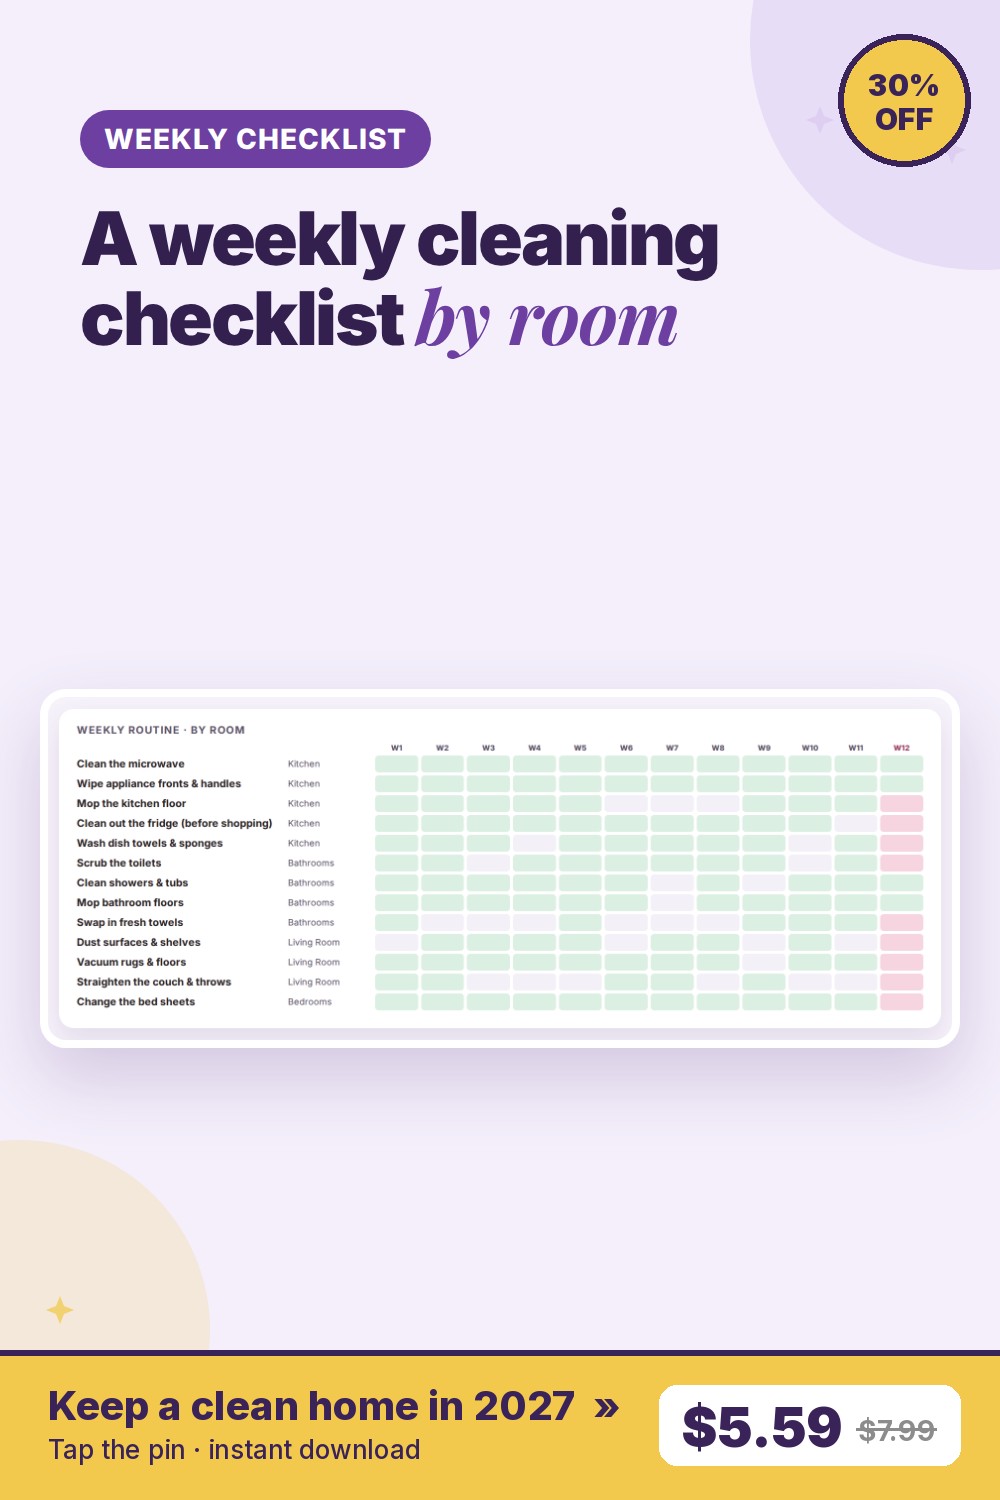 30%
OFF
WEEKLY CHECKLIST
A weekly cleaning
checklist by room
WEEKLY ROUTINE · BY ROOM
W1 W2 W3 W4 W5 W6 W7 W8 W9 W10 W11 W12
Clean the microwave Kitchen
Wipe appliance fronts & handles Kitchen
Mop the kitchen floor Kitchen
Clean out the fridge (before shopping) Kitchen
Wash dish towels & sponges Kitchen
Scrub the toilets Bathrooms
Clean showers & tubs Bathrooms
Mop bathroom floors Bathrooms
Swap in fresh towels Bathrooms
Dust surfaces & shelves Living Room
Vacuum rugs & floors Living Room
Straighten the couch & throws Living Room
Change the bed sheets Bedrooms
Keep a clean home in 2027 »
Tap the pin · instant download
$5.59 $7.99